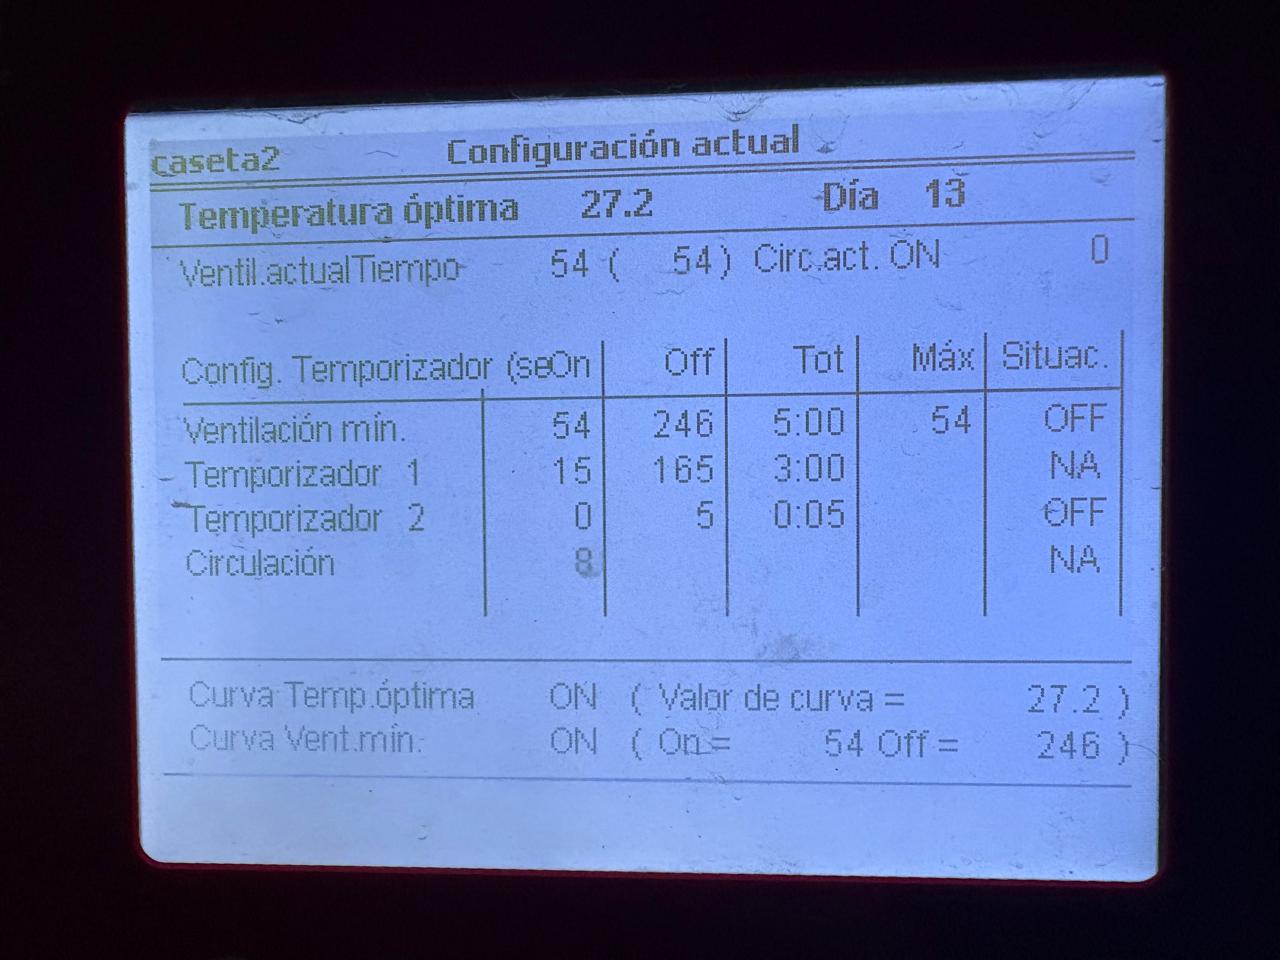 caseta2 Configuración actual
Temperatura óptima 27.2 Día 13
Ventil.actualTiempo 54 ( 54) Circ.act. ON 0
Config. Temporizador (seOn Off Tot Máx Situac.
Ventilación mín. 54 246 5:00 54 OFF
Temporizador 1 15 165 3:00 NA
Temporizador 2 0 5 0:05 OFF
Circulación 8 NA
Curva Temp.óptima ON ( Valor de curva = 27.2 )
Curva Vent.mín. ON ( On = 54 Off = 246 )